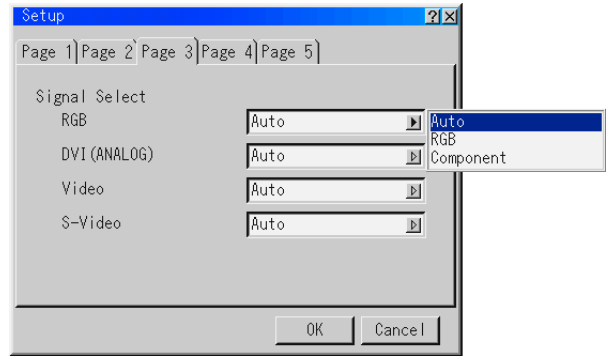 Setup
Page 1 Page 2 Page 3 Page 4 Page 5
Signal Select
RGB Auto
DVI(ANALOG) Auto
Video Auto
S-Video Auto
Auto
RGB
Component
OK Cancel